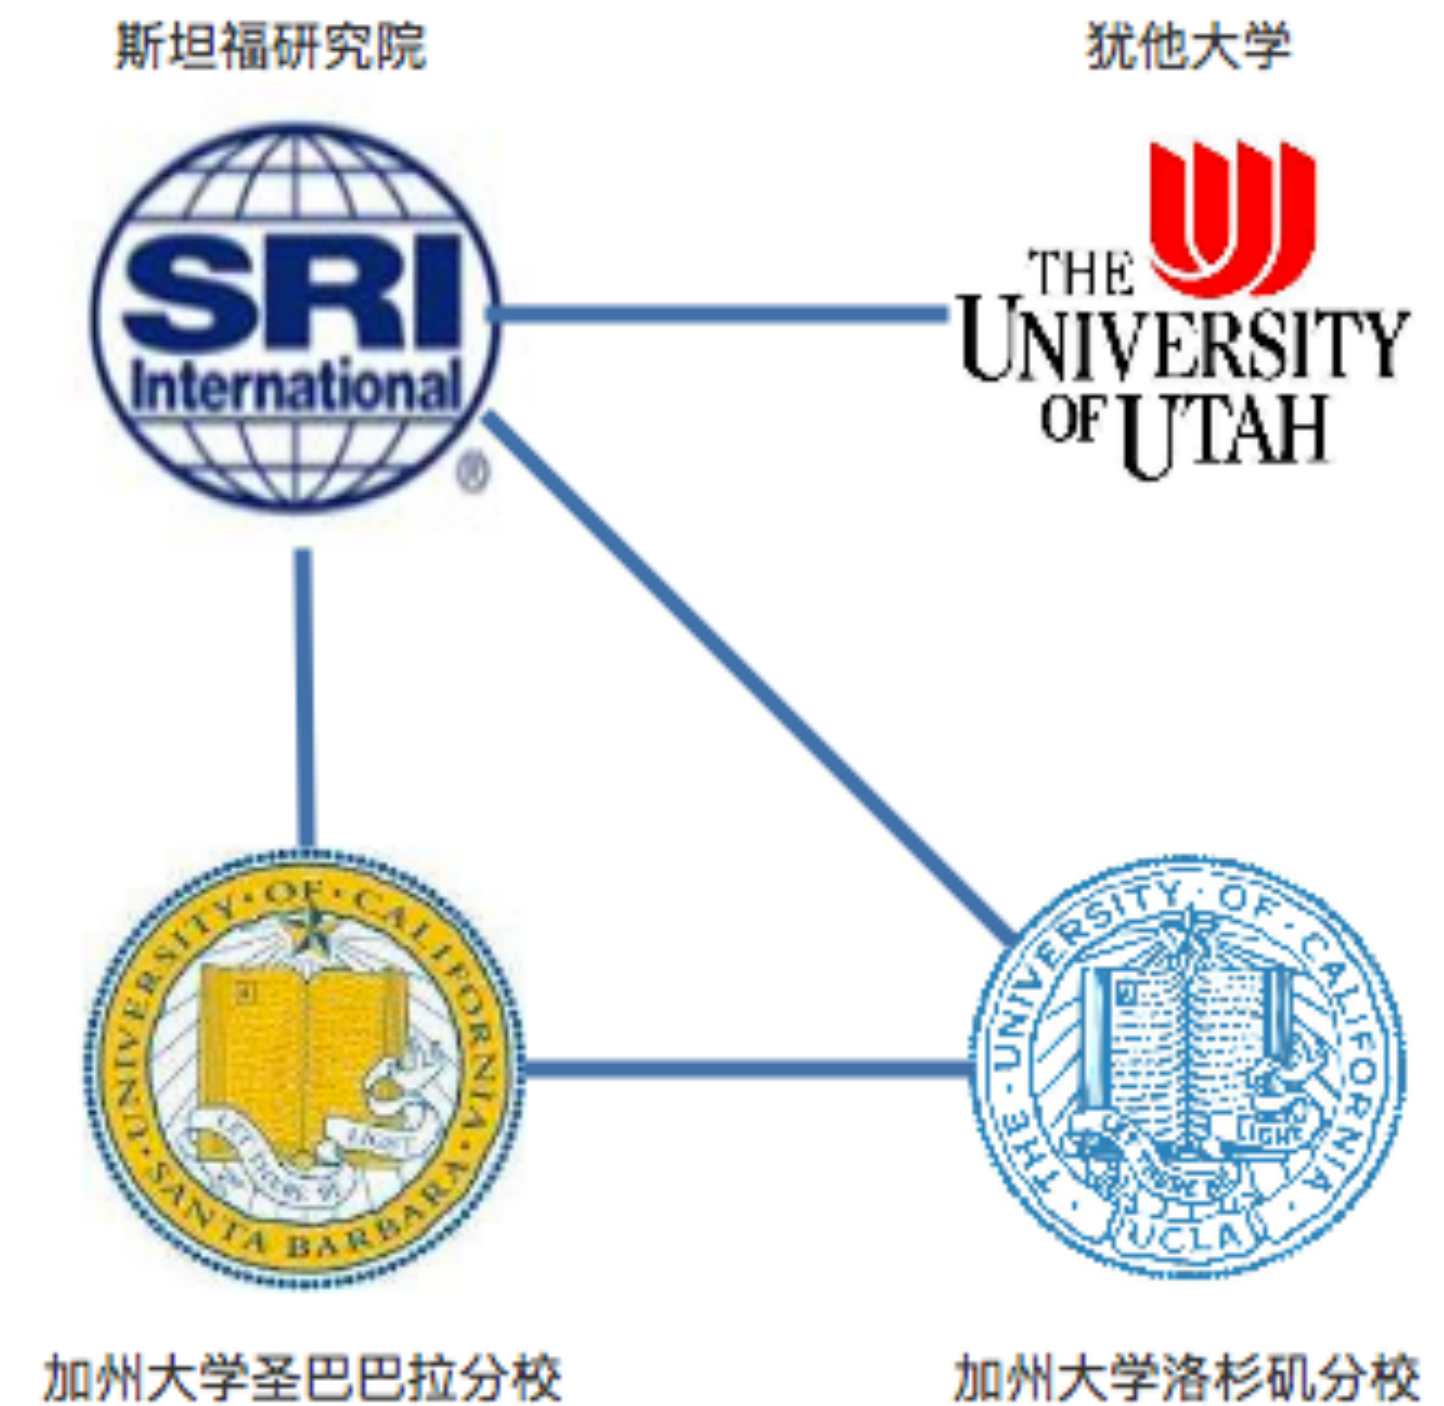 斯坦福研究院
犹他大学
SRI
International
®
THE
UNIVERSITY
OF UTAH
UNIVERSITY · OF · CALIFORNIA
SANTA BARBARA
LET THERE BE
LIGHT
THE · UNIVERSITY · OF · CALIFORNIA
LIGHT
UCLA
加州大学圣巴巴拉分校
加州大学洛杉矶分校